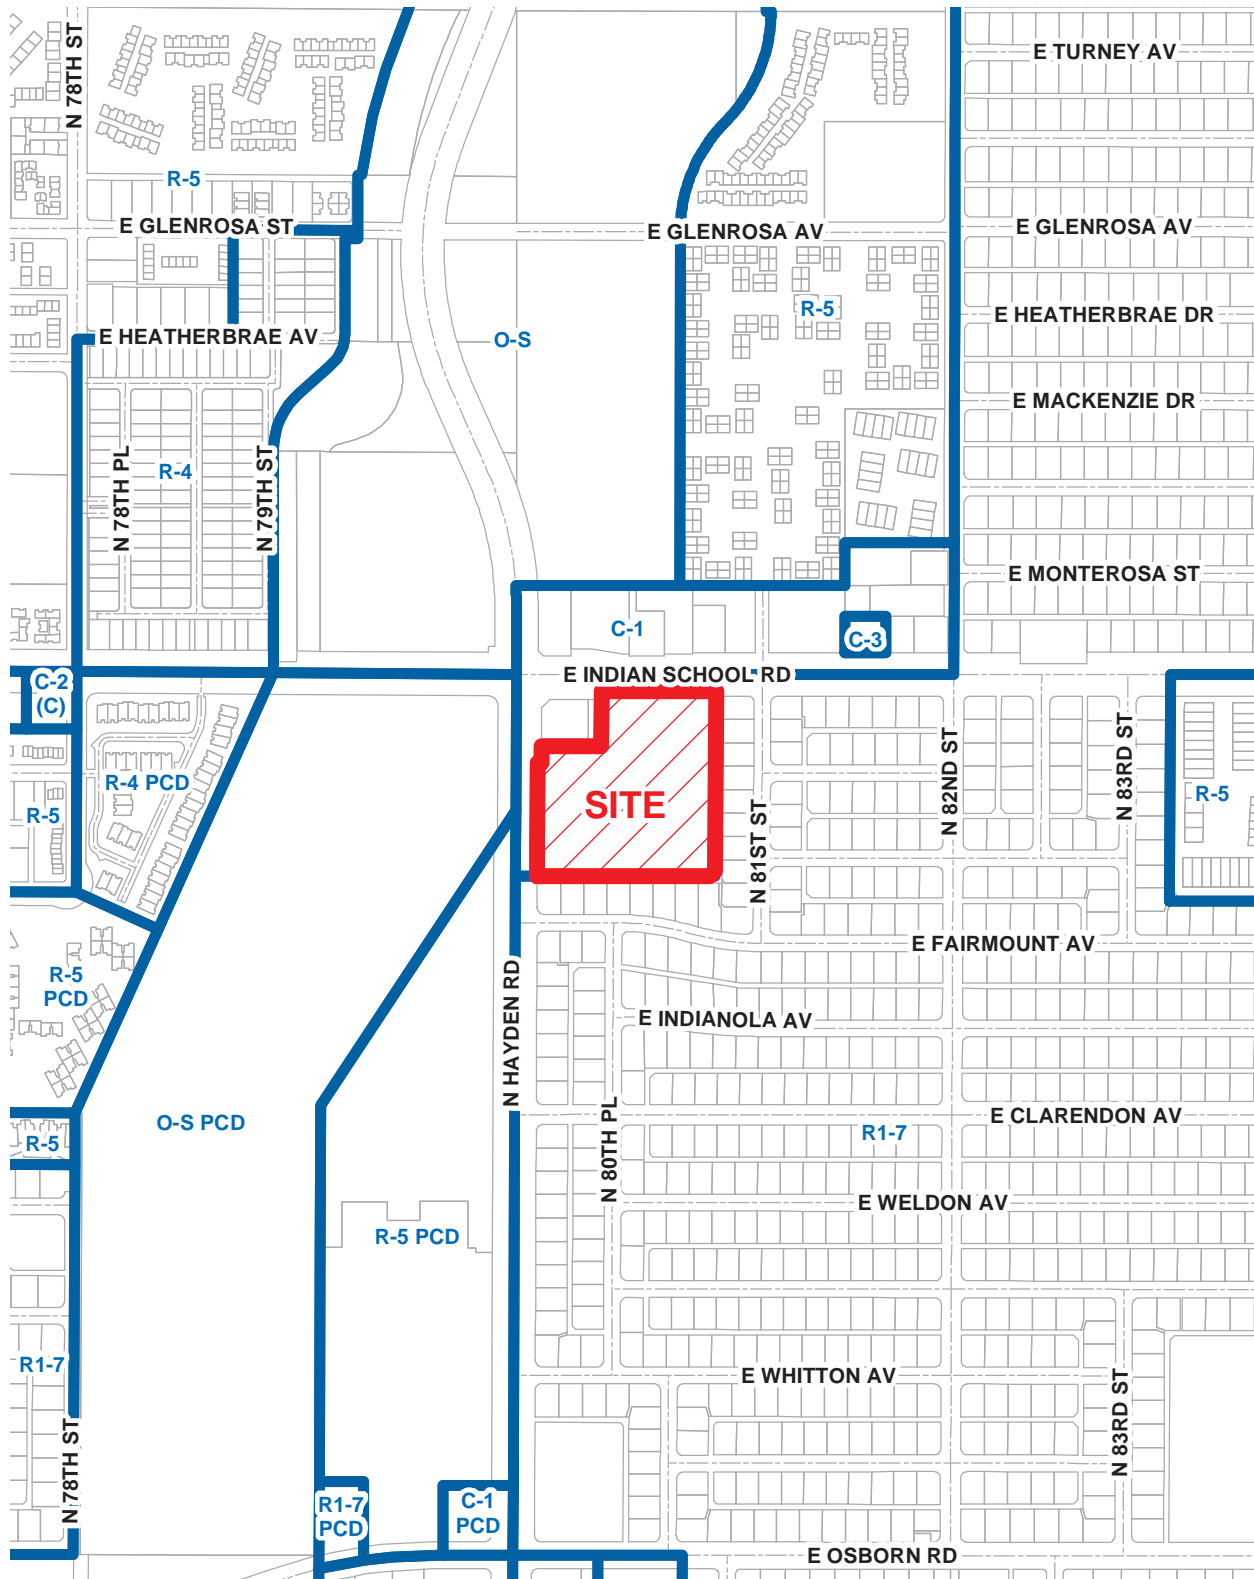 N 78TH ST
E TURNEY AV
R-5
E GLENROSA ST
E GLENROSA AV
E GLENROSA AV
R-5
E HEATHERBRAE AV
O-S
E HEATHERBRAE DR
E MACKENZIE DR
R-4
N 78TH PL
N 79TH ST
E MONTEROSA ST
C-1
C-3
E INDIAN SCHOOL RD
C-2
(C)
R-4 PCD
R-5
SITE
N 81ST ST
N 82ND ST
N 83RD ST
R-5
E FAIRMOUNT AV
R-5
PCD
N HAYDEN RD
E INDIANOLA AV
O-S PCD
N 80TH PL
E CLARENDON AV
R1-7
R-5
E WELDON AV
R-5 PCD
R1-7
E WHITTON AV
N 83RD ST
N 78TH ST
R1-7
PCD
C-1
PCD
E OSBORN RD